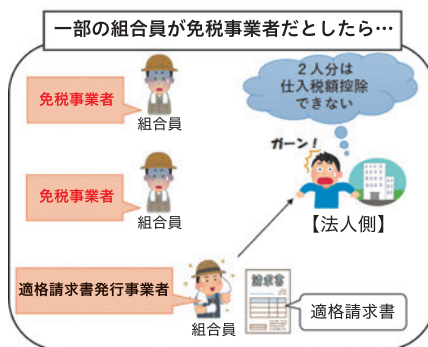 一部の組合員が免税事業者だとしたら…
免税事業者
組合員
2人分は
仕入税額控除
できない
ガーン！
免税事業者
組合員
【法人側】
適格請求書発行事業者
組合員
請求書
適格請求書